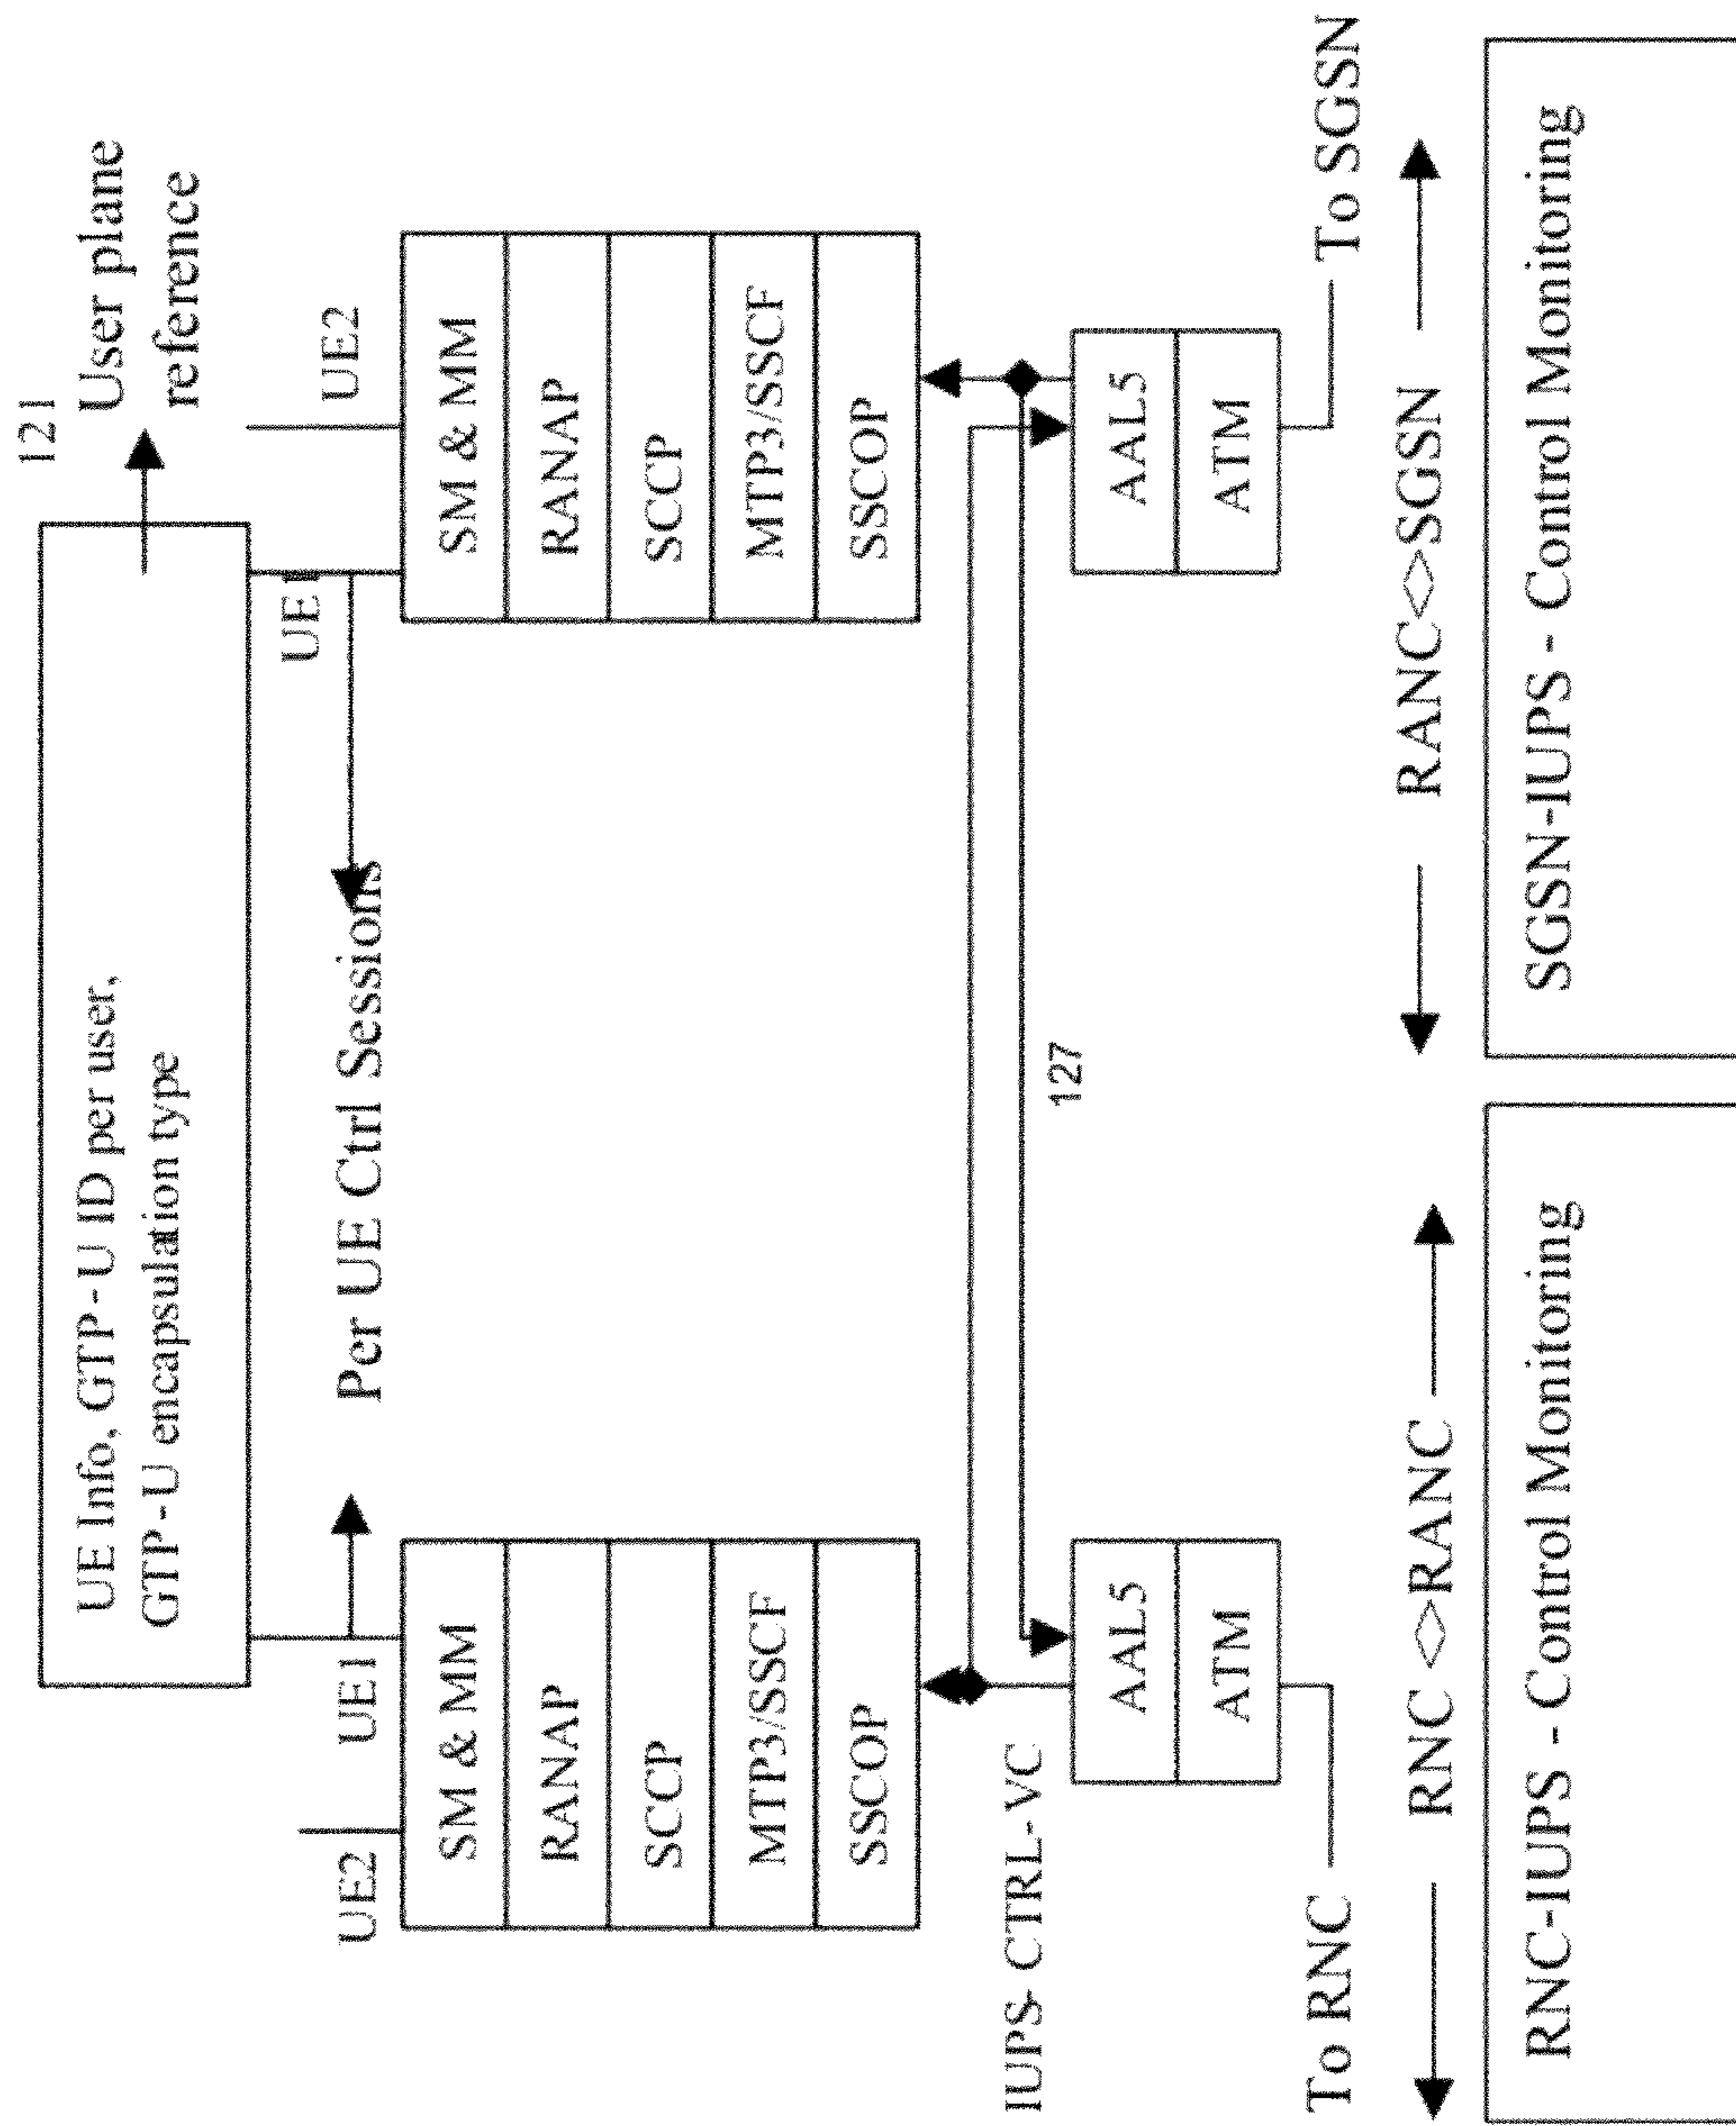 121
User plane
reference
UE Info, GTP-U ID per user,
GTP-U encapsulation type
UE2
UE1
Per UE Ctrl Sessions
UE1
UE2
SM & MM
RANAP
SCCP
MTP3/SSCF
SSCOP
SM & MM
RANAP
SCCP
MTP3/SSCF
SSCOP
IUPS- CTRL-VC
127
AAL5
ATM
AAL5
ATM
To RNC
To SGSN
RNC <>RANC
RANC<>SGSN
RNC-IUPS - Control Monitoring
SGSN-IUPS - Control Monitoring